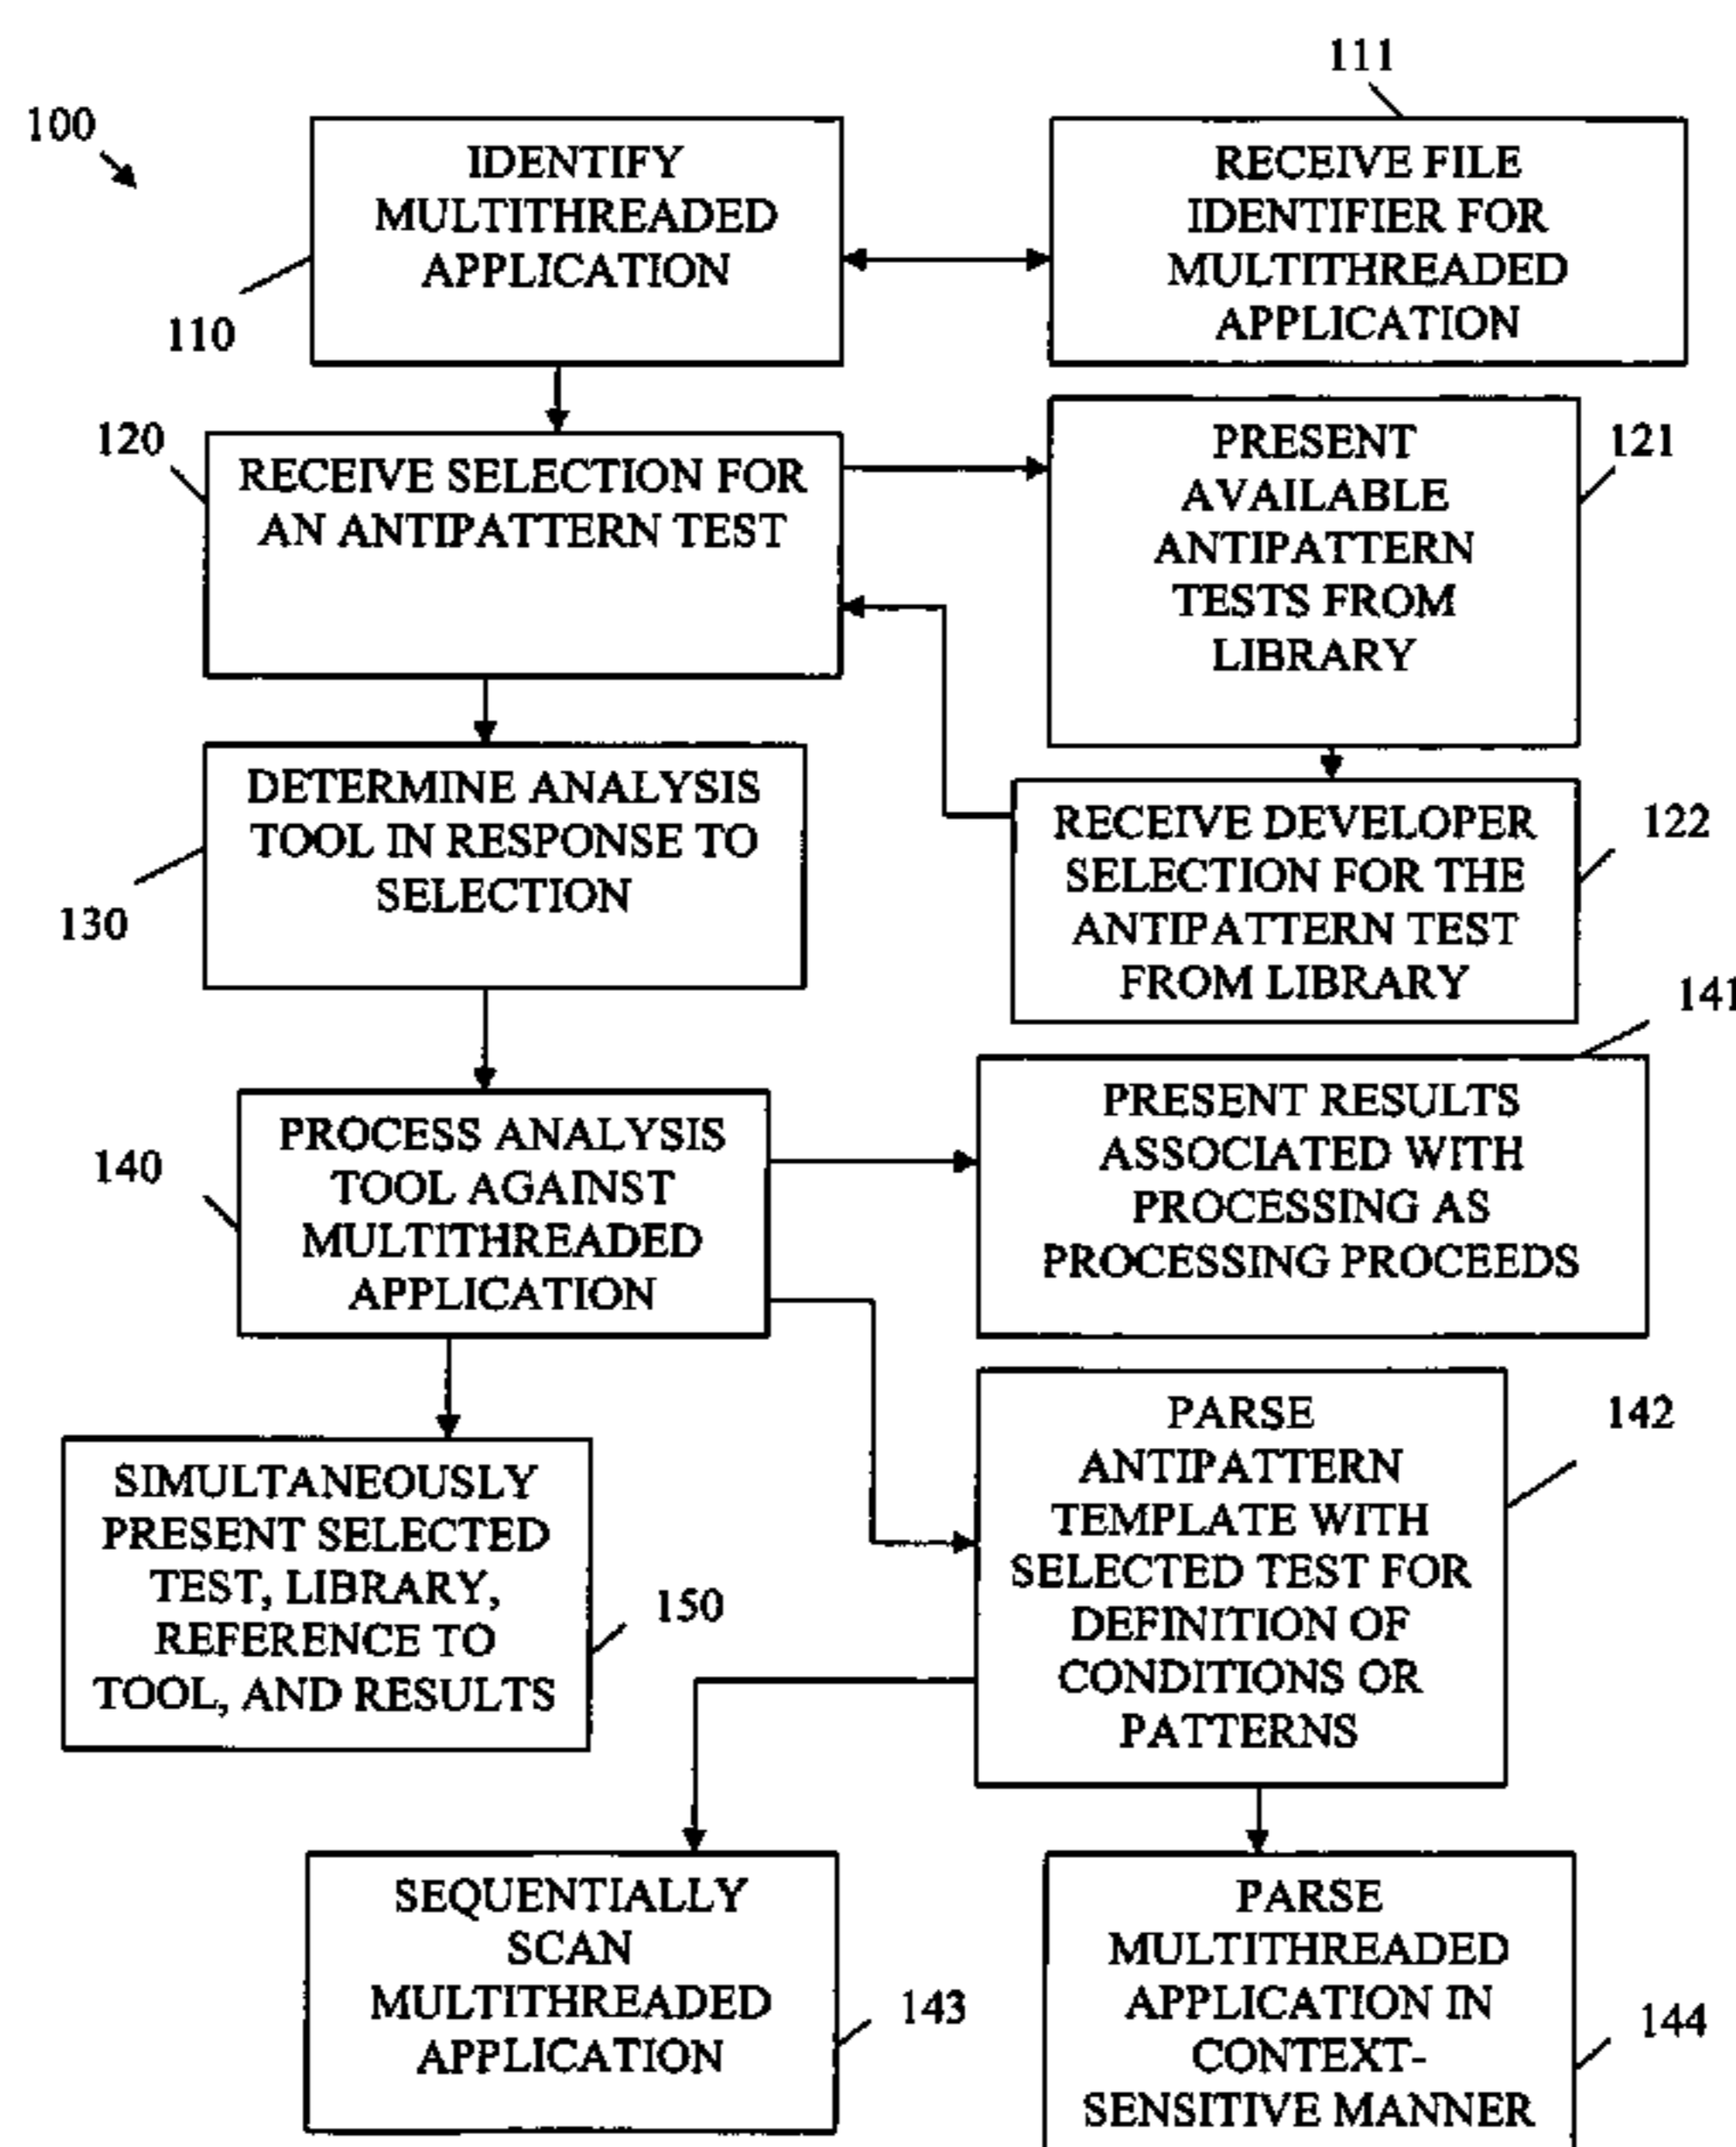 111
100
IDENTIFY
MULTITHREADED
APPLICATION
110
RECEIVE FILE
IDENTIFIER FOR
MULTITHREADED
APPLICATION
120
RECEIVE SELECTION FOR
AN ANTIPATTERN TEST
PRESENT
AVAILABLE
ANTIPATTERN
TESTS FROM
LIBRARY
121
DETERMINE ANALYSIS
TOOL IN RESPONSE TO
SELECTION
130
RECEIVE DEVELOPER
SELECTION FOR THE
ANTIPATTERN TEST
FROM LIBRARY
122
141
140
PROCESS ANALYSIS
TOOL AGAINST
MULTITHREADED
APPLICATION
PRESENT RESULTS
ASSOCIATED WITH
PROCESSING AS
PROCESSING PROCEEDS
SIMULTANEOUSLY
PRESENT SELECTED
TEST, LIBRARY,
REFERENCE TO
TOOL, AND RESULTS
150
PARSE
ANTIPATTERN
TEMPLATE WITH
SELECTED TEST FOR
DEFINITION OF
CONDITIONS OR
PATTERNS
142
SEQUENTIALLY
SCAN
MULTITHREADED
APPLICATION
143
PARSE
MULTITHREADED
APPLICATION IN
CONTEXT-
SENSITIVE MANNER
144